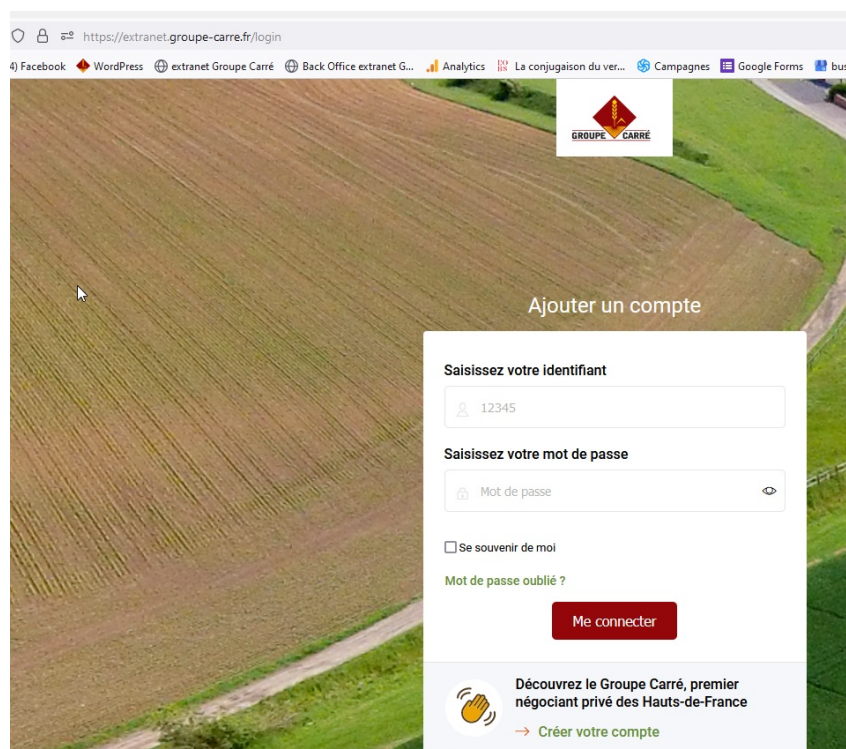 https://extranet.groupe-carre.fr/login
4) Facebook WordPress extranet Groupe Carré Back Office extranet G... Analytics La conjugaison du ver... Campagnes Google Forms bus
GROUPE CARRÉ
Ajouter un compte
Saisissez votre identifiant
12345
Saisissez votre mot de passe
Mot de passe
Se souvenir de moi
Mot de passe oublié ?
Me connecter
Découvrez le Groupe Carré, premier
négociant privé des Hauts-de-France
→ Créer votre compte